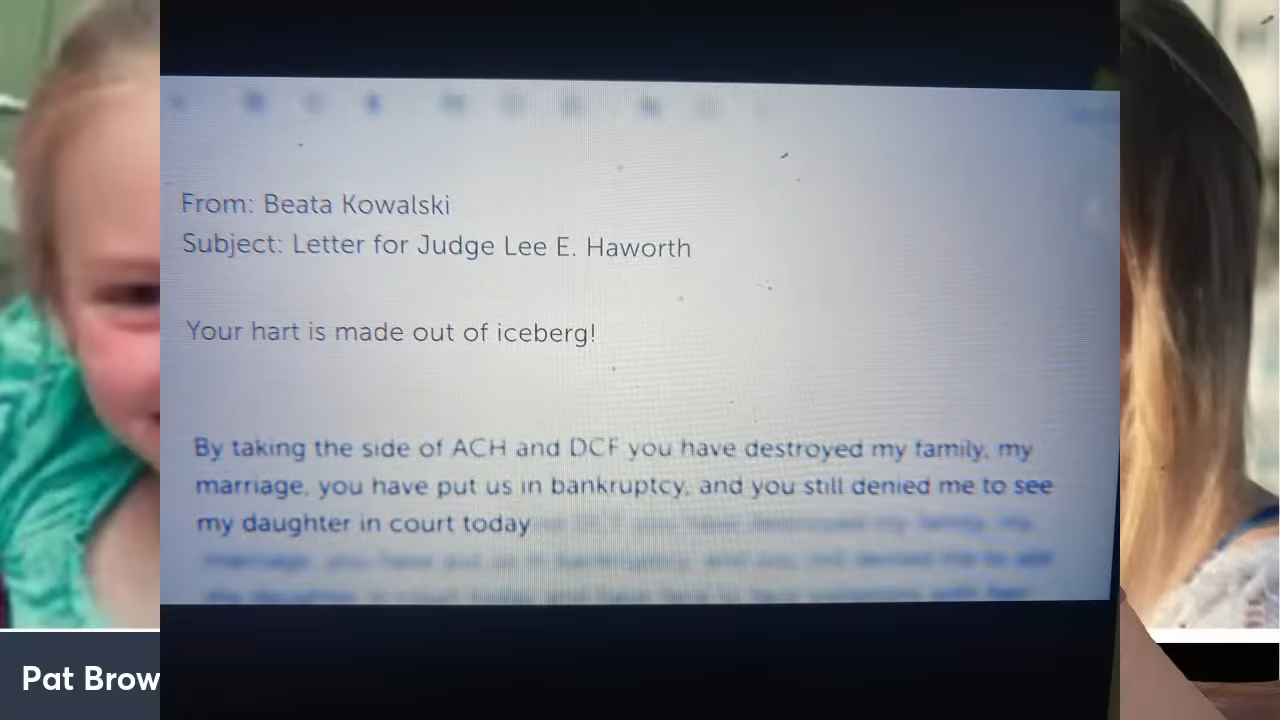 From: Beata Kowalski
Subject: Letter for Judge Lee E. Haworth
Your hart is made out of iceberg!
By taking the side of ACH and DCF you have destroyed my family, my
marriage, you have put us in bankruptcy, and you still denied me to see
my daughter in court today
Pat Brow